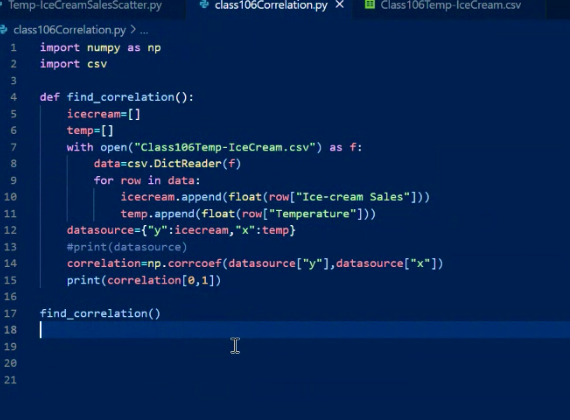 Temp-IceCreamSalesScatter.py class106Correlation.py × Class106Temp-IceCream.csv
class106Correlation.py > ...
1 import numpy as np
2 import csv
3
4 def find_correlation():
5 icecream=[]
6 temp=[]
7 with open("Class106Temp-IceCream.csv") as f:
8 data=csv.DictReader(f)
9 for row in data:
10 icecream.append(float(row["Ice-cream Sales"]))
11 temp.append(float(row["Temperature"]))
12 datasource={"y":icecream,"x":temp}
13 #print(datasource)
14 correlation=np.corrcoef(datasource["y"],datasource["x"])
15 print(correlation[0,1])
16
17 find_correlation()
18
19
20
21